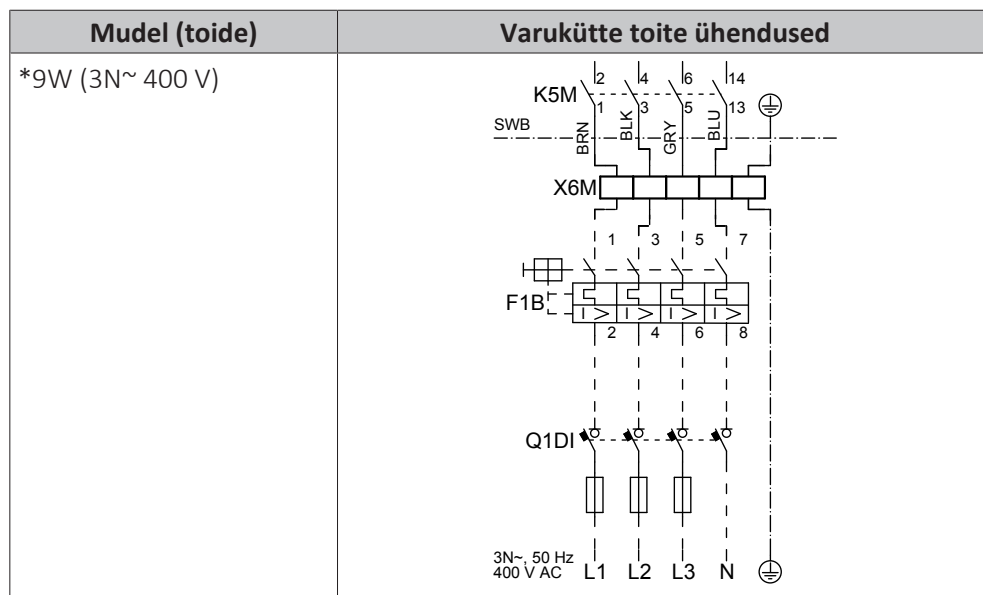 Mudel (toide) Varukütte toite ühendused
*9W (3N~ 400 V)
2 4 6 14
K5M
1 3 5 13
SWB
BRN BLK GRY BLU
X6M
1 3 5 7
F1B
I > I > I > I >
2 4 6 8
Q1DI
3N~, 50 Hz
400 V AC
L1 L2 L3 N